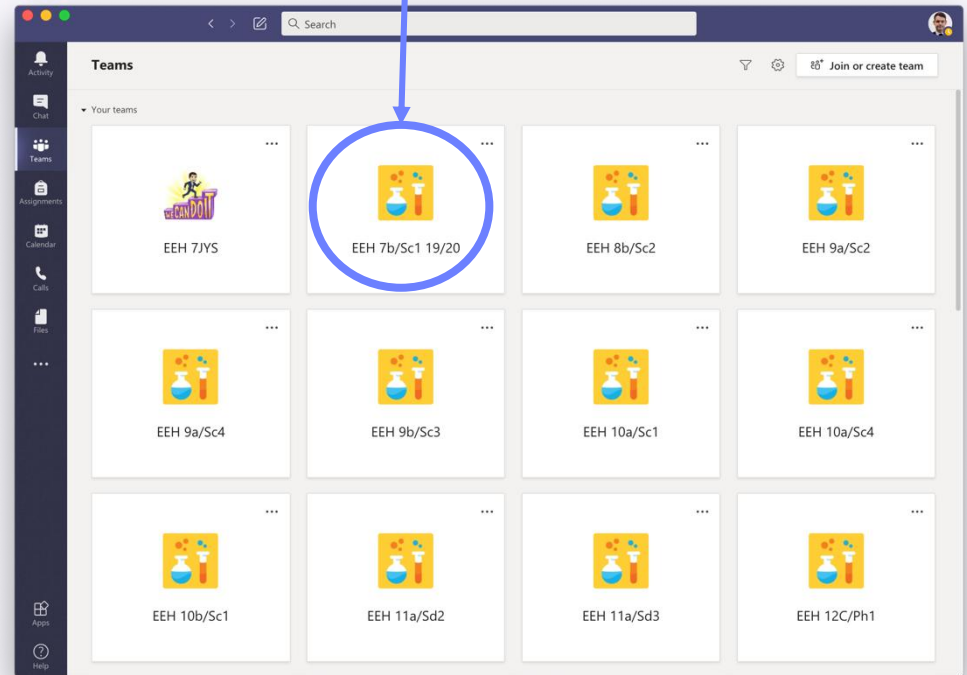 Search
Activity
Chat
Teams
Assignments
Calendar
Calls
Files
Apps
Help
Teams
Join or create team
Your teams
WE CAN DO IT
EEH 7JYS
EEH 7b/Sc1 19/20
EEH 8b/Sc2
EEH 9a/Sc2
EEH 9a/Sc4
EEH 9b/Sc3
EEH 10a/Sc1
EEH 10a/Sc4
EEH 10b/Sc1
EEH 11a/Sd2
EEH 11a/Sd3
EEH 12C/Ph1